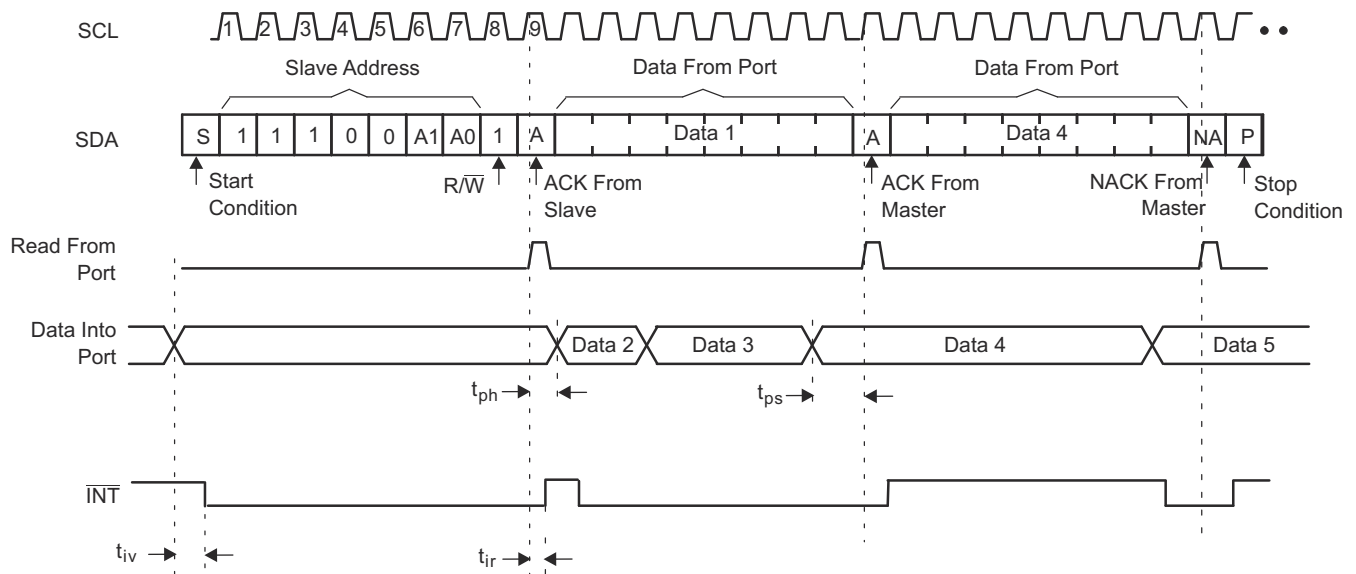 SCL 1 2 3 4 5 6 7 8 9
Slave Address Data From Port Data From Port
SDA S 1 1 1 0 0 A1 A0 1 A Data 1 A Data 4 NA P
Start Condition
R/W̅
ACK From Slave
ACK From Master
NACK From Master
Stop Condition
Read From Port
Data Into Port
Data 2 Data 3 Data 4 Data 5
tph tps
I̅N̅T̅
tiv tir